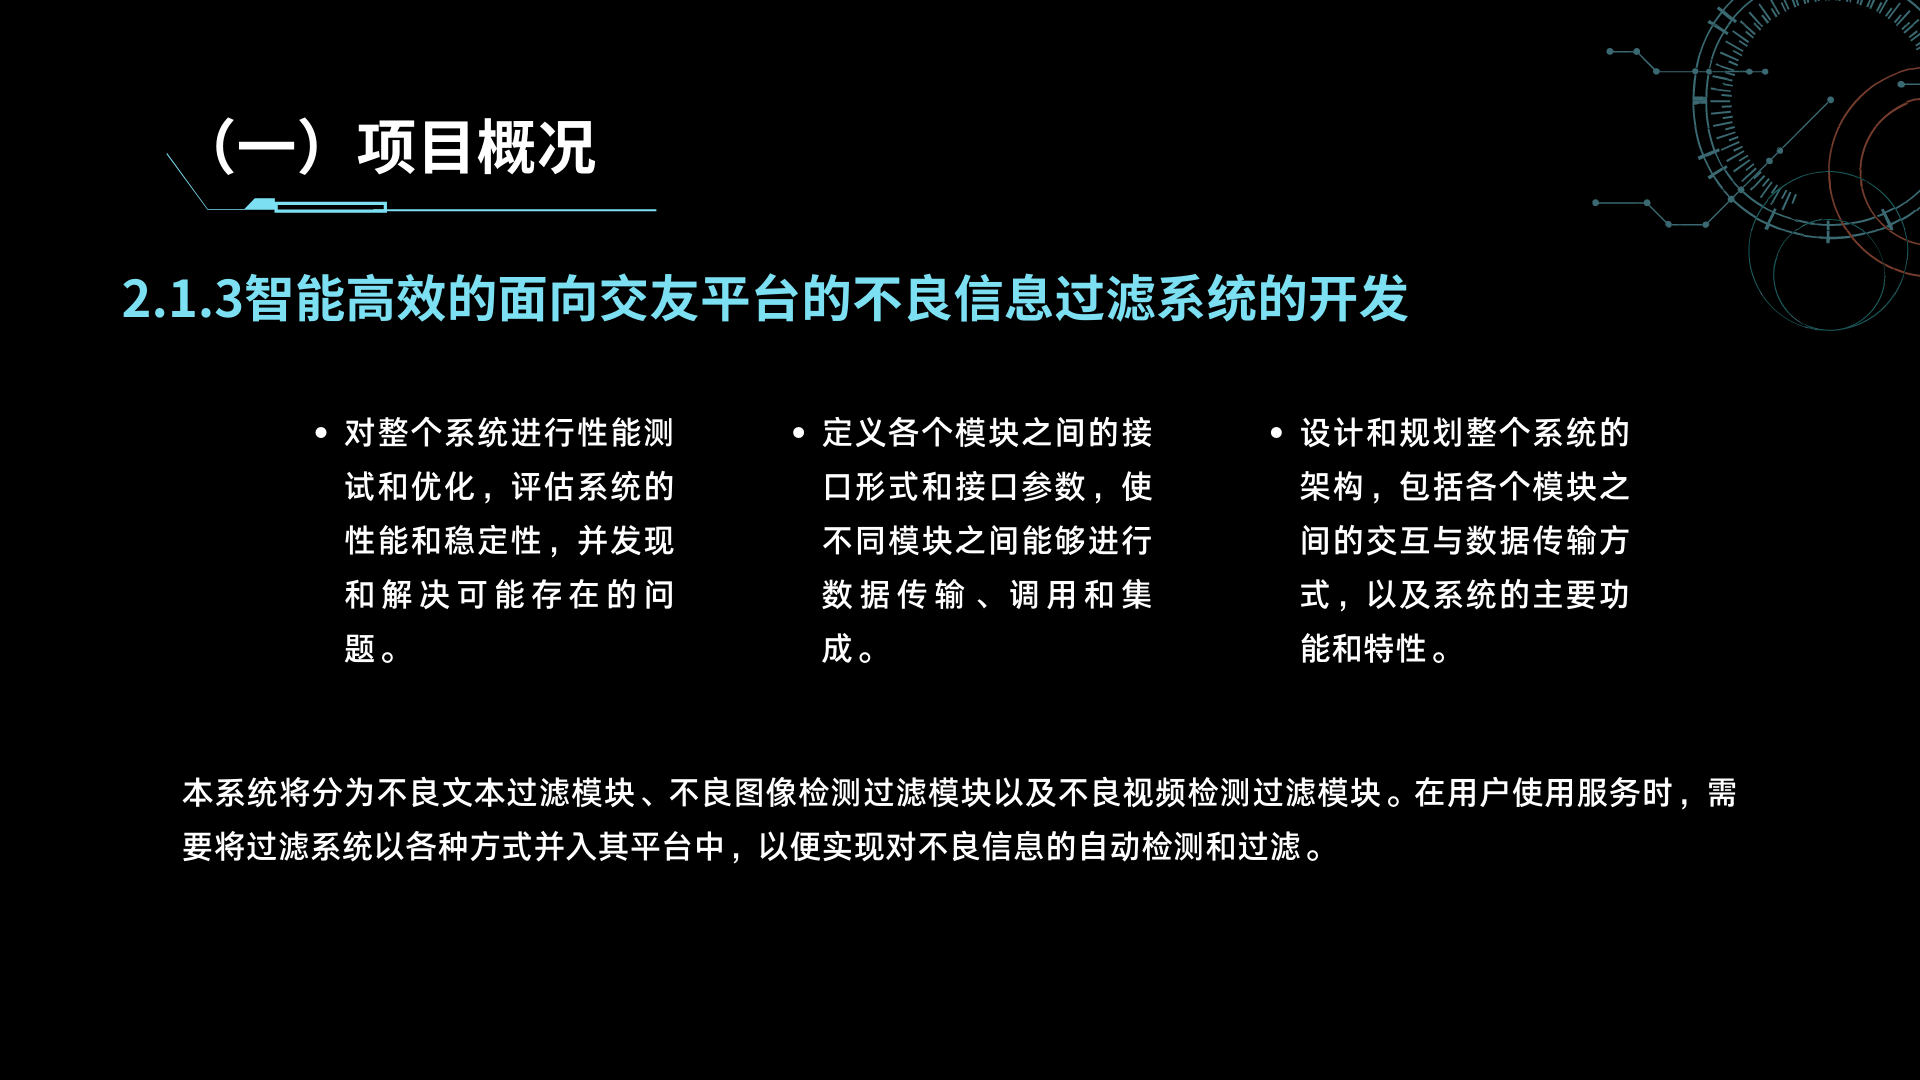 （一）项目概况
2.1.3智能高效的面向交友平台的不良信息过滤系统的开发
对整个系统进行性能测
试和优化，评估系统的
性能和稳定性，并发现
和解决可能存在的问
题。
定义各个模块之间的接
口形式和接口参数，使
不同模块之间能够进行
数据传输、调用和集
成。
设计和规划整个系统的
架构，包括各个模块之
间的交互与数据传输方
式，以及系统的主要功
能和特性。
本系统将分为不良文本过滤模块、不良图像检测过滤模块以及不良视频检测过滤模块。在用户使用服务时，需
要将过滤系统以各种方式并入其平台中，以便实现对不良信息的自动检测和过滤。